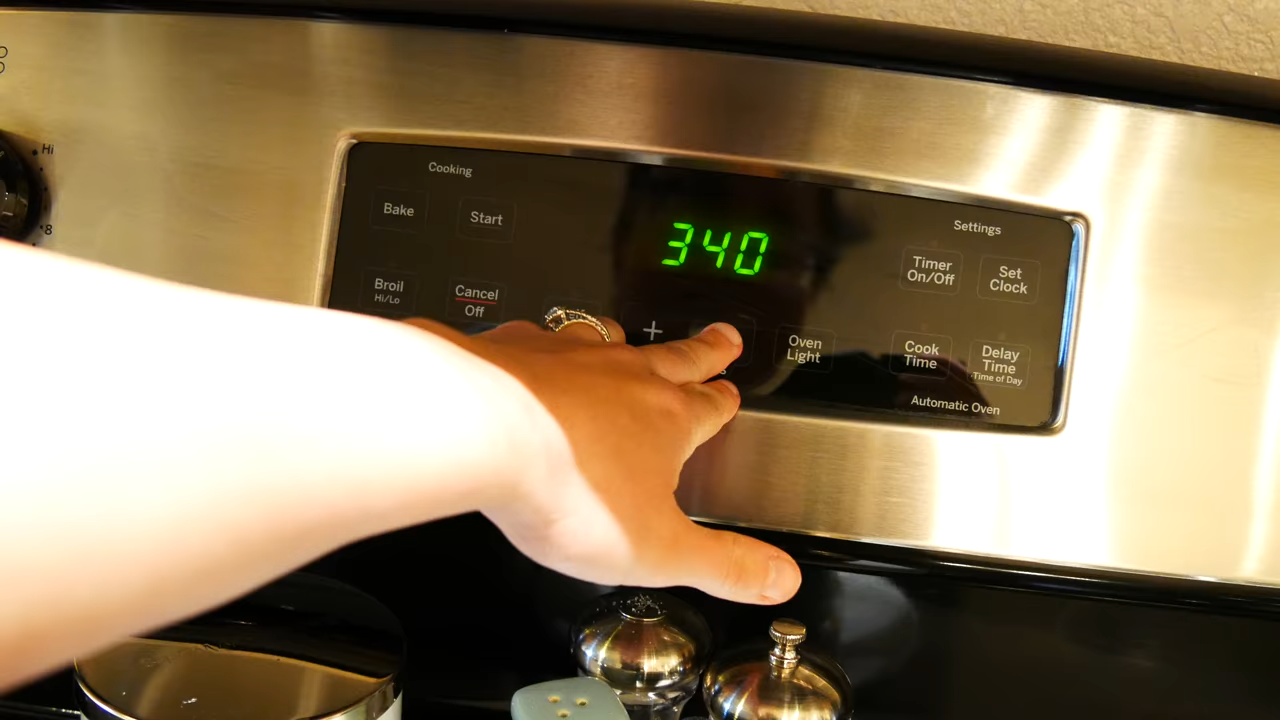 Hi
8
Cooking
Bake
Start
340
Settings
Timer
On/Off
Set
Clock
Broil
Hi/Lo
Cancel
Off
+
Oven
Light
Cook
Time
Delay
Time
-Time of Day
Automatic Oven